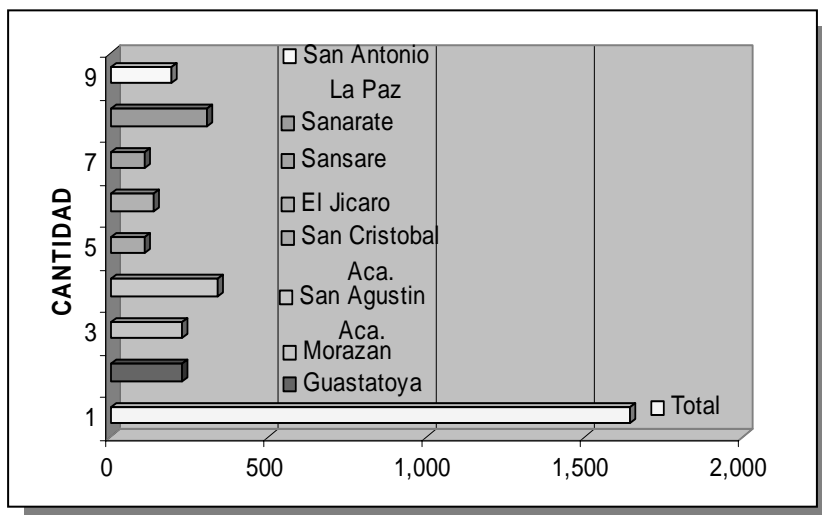 San Antonio
La Paz
Sanarate
Sansare
El Jicaro
San Cristobal
Aca.
San Agustin
Aca.
Morazan
Guastatoya
Total
CANTIDAD
9
7
5
3
1
0 500 1,000 1,500 2,000